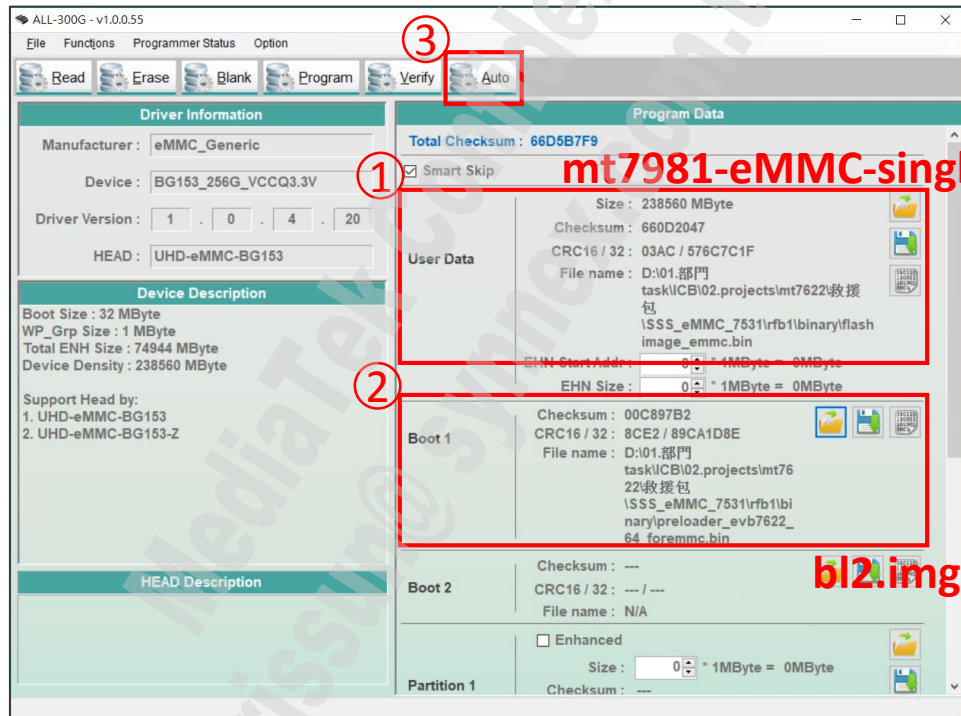 ALL-300G - v1.0.0.55
File Functions Programmer Status Option
③
Read Erase Blank Program Verify Auto
Driver Information
Manufacturer : eMMC_Generic
Device : BG153_256G_VCCQ3.3V
Driver Version : 1 . 0 . 4 . 20
HEAD : UHD-eMMC-BG153
Device Description
Boot Size : 32 MByte
WP_Grp Size : 1 MByte
Total ENH Size : 74944 MByte
Device Density : 238560 MByte
Support Head by:
1. UHD-eMMC-BG153
2. UHD-eMMC-BG153-Z
HEAD Description
Program Data
Total Checksum : 66D5B7F9
①
Smart Skip
mt7981-eMMC-singl
User Data
Size : 238560 MByte
Checksum : 660D2047
CRC16 / 32 : 03AC / 576C7C1F
File name : D:\01.部門
task\ICB\02.projects\mt7622\救援
包
\SSS_eMMC_7531\rfb1\binary\flash
image_emmc.bin
EHN Start Addr : 0 * 1MByte = 0MByte
EHN Size : 0 * 1MByte = 0MByte
②
Boot 1
Checksum : 00C897B2
CRC16 / 32 : 8CE2 / 89CA1D8E
File name : D:\01.部門
task\ICB\02.projects\mt76
22\救援包
\SSS_eMMC_7531\rfb1\bi
nary\preloader_evb7622_
64_foremmc.bin
bl2.img
Boot 2
Checksum : ---
CRC16 / 32 : --- / ---
File name : N/A
Partition 1
Enhanced
Size : 0 * 1MByte = 0MByte
Checksum : ---